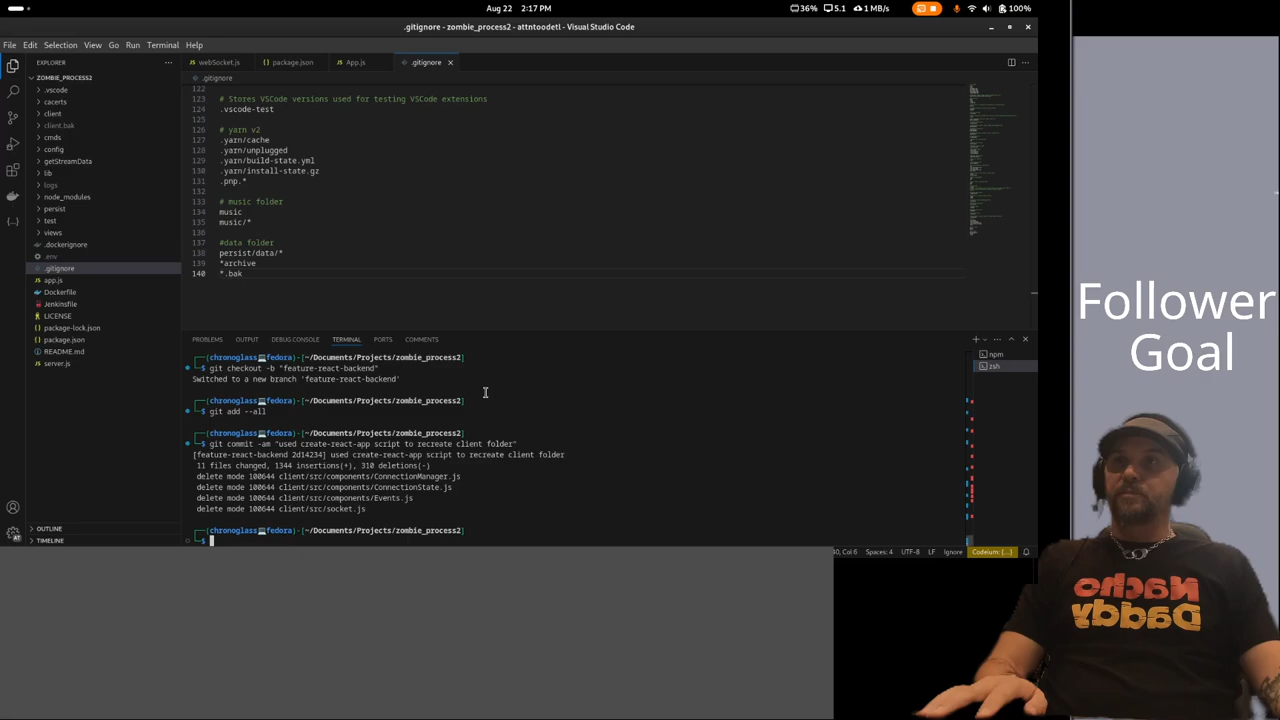 Aug 22 2:17 PM
36% 5.1 1 MB/s 100%
.gitignore - zombie_process2 - attntoodetl - Visual Studio Code
File Edit Selection View Go Run Terminal Help
EXPLORER
webSocket.js package.json App.js .gitignore
ZOMBIE_PROCESS2
.gitignore
.vscode
cacerts
client
client.bak
cmds
config
getStreamData
lib
logs
node_modules
persist
test
views
.dockerignore
.env
.gitignore
app.js
Dockerfile
Jenkinsfile
LICENSE
package-lock.json
package.json
README.md
server.js
OUTLINE
TIMELINE
122
123 # Stores VSCode versions used for testing VSCode extensions
124 .vscode-test
125
126 # yarn v2
127 .yarn/cache
128 .yarn/unplugged
129 .yarn/build-state.yml
130 .yarn/install-state.gz
131 .pnp.*
132
133 # music folder
134 music
135 music/*
136
137 #data folder
138 persist/data/*
139 *archive
140 *.bak
PROBLEMS OUTPUT DEBUG CONSOLE TERMINAL PORTS COMMENTS
npm
zsh
(chronoglass💻fedora)-[~/Documents/Projects/zombie_process2]
$ git checkout -b "feature-react-backend"
Switched to a new branch 'feature-react-backend'
(chronoglass💻fedora)-[~/Documents/Projects/zombie_process2]
$ git add --all
(chronoglass💻fedora)-[~/Documents/Projects/zombie_process2]
$ git commit -am "used create-react-app script to recreate client folder"
[feature-react-backend 2d14234] used create-react-app script to recreate client folder
11 files changed, 1344 insertions(+), 310 deletions(-)
delete mode 100644 client/src/components/ConnectionManager.js
delete mode 100644 client/src/components/ConnectionState.js
delete mode 100644 client/src/components/Events.js
delete mode 100644 client/src/socket.js
(chronoglass💻fedora)-[~/Documents/Projects/zombie_process2]
$
40, Col 6 Spaces: 4 UTF-8 LF Ignore Codeium: {...}
Follower
Goal
Nacho
Daddy